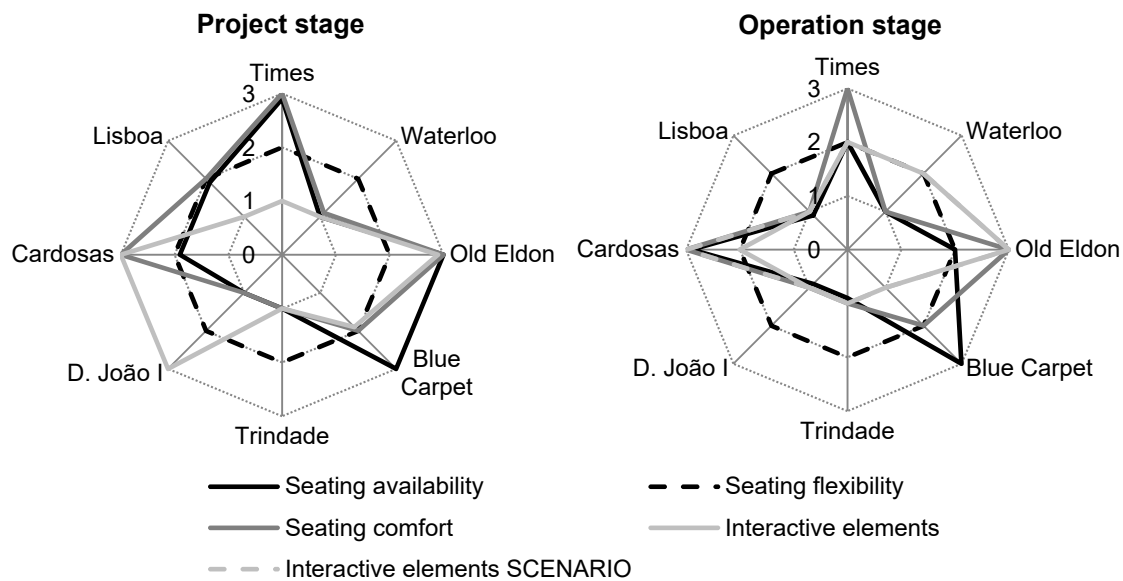 Project stage
Times
3
Lisboa
2
Waterloo
1
Cardosas
0
Old Eldon
D. João I
Blue
Carpet
Trindade
Operation stage
Times
3
Lisboa
2
Waterloo
1
Cardosas
0
Old Eldon
D. João I
Blue Carpet
Trindade
Seating availability
Seating flexibility
Seating comfort
Interactive elements
Interactive elements SCENARIO